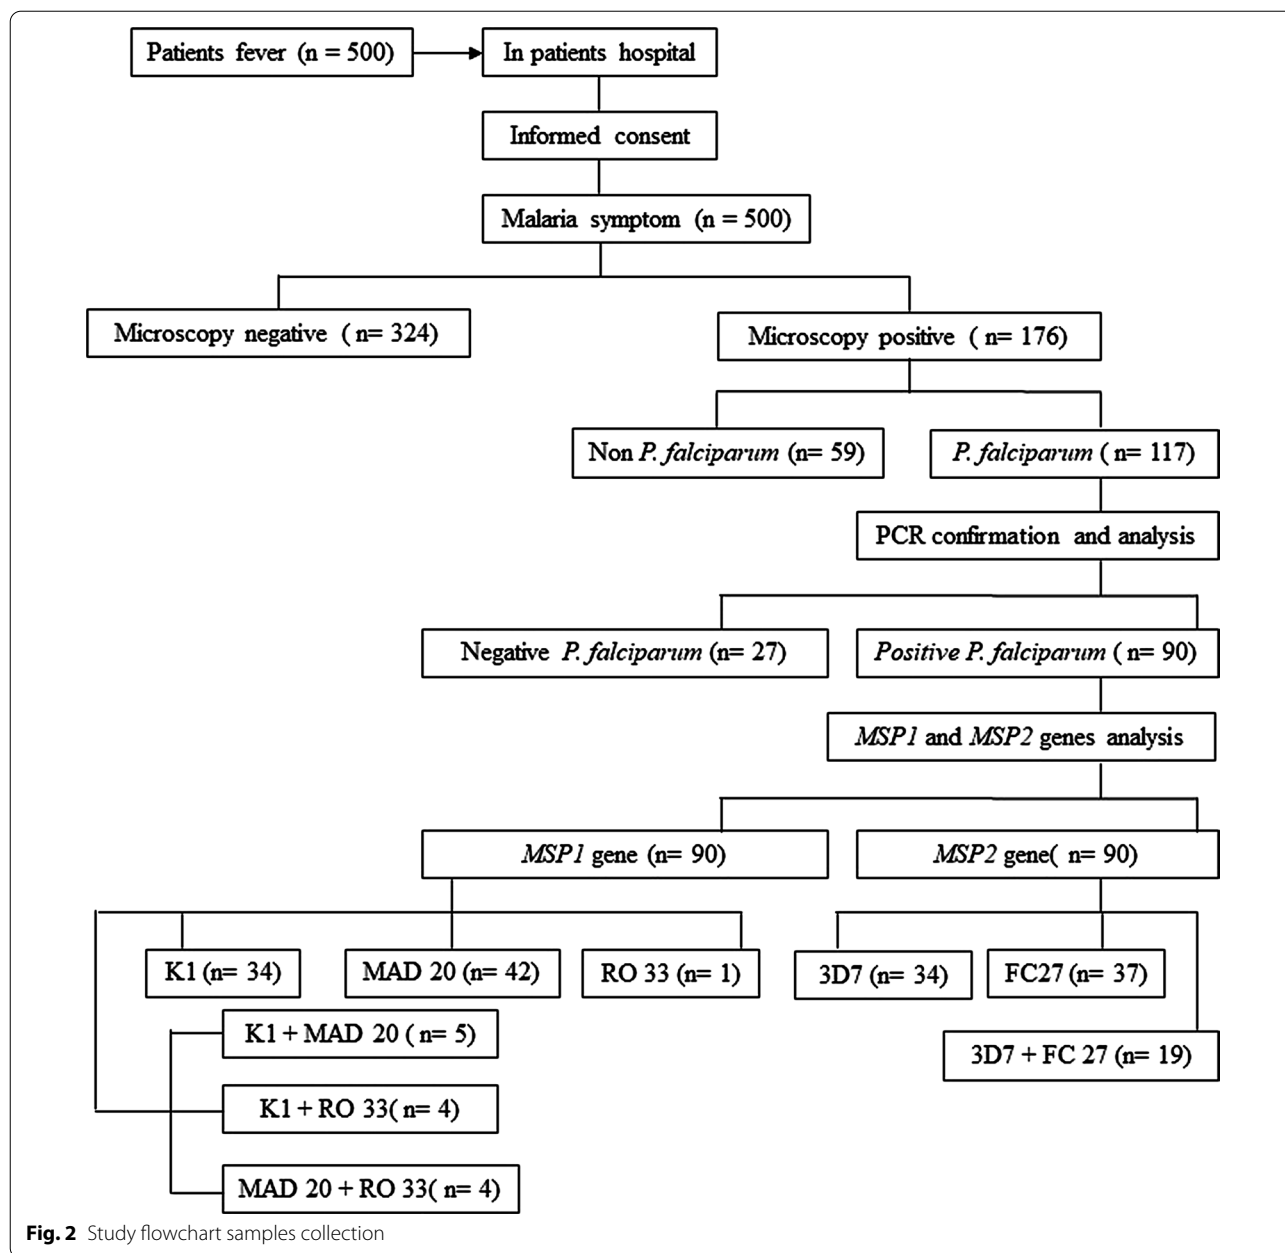 Patients fever (n = 500)
In patients hospital
Informed consent
Malaria symptom (n = 500)
Microscopy negative ( n= 324)
Microscopy positive ( n= 176)
Non P. falciparum (n= 59)
P. falciparum ( n= 117)
PCR confirmation and analysis
Negative P. falciparum (n= 27)
Positive P. falciparum ( n= 90)
MSP1 and MSP2 genes analysis
MSP1 gene (n= 90)
MSP2 gene( n= 90)
K1 (n= 34)
MAD 20 (n= 42)
RO 33 (n= 1)
3D7 (n= 34)
FC27 (n= 37)
K1 + MAD 20 ( n= 5)
3D7 + FC 27 (n= 19)
K1 + RO 33( n= 4)
MAD 20 + RO 33( n= 4)
Fig. 2 Study flowchart samples collection